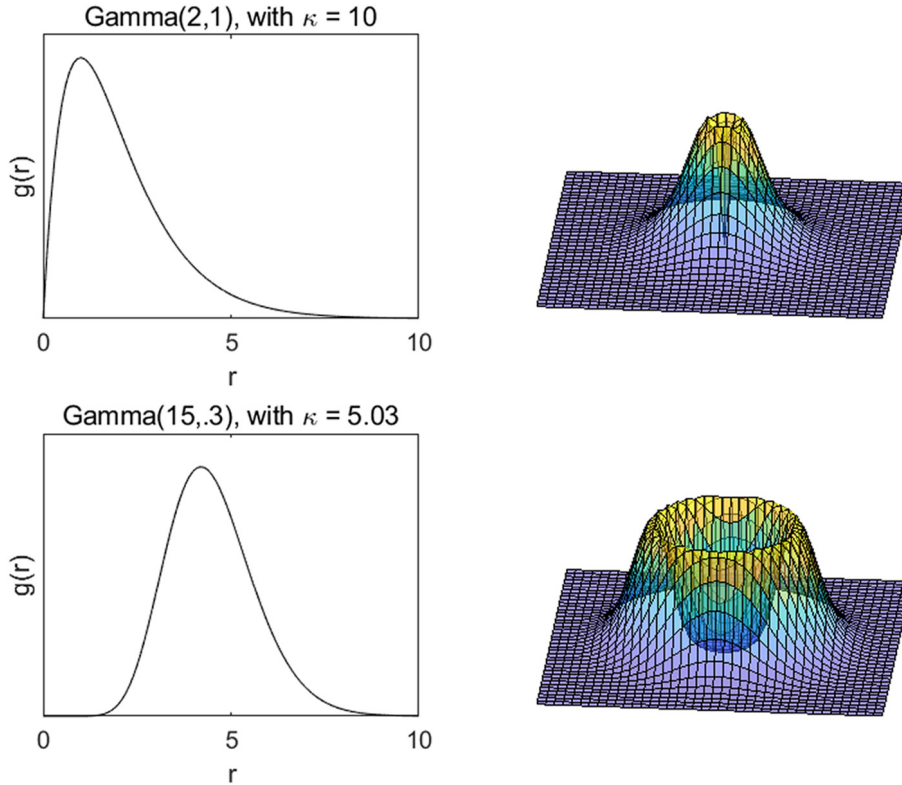 Gamma(2,1), with κ = 10
g(r)
0 5 10
r
Gamma(15,.3), with κ = 5.03
g(r)
0 5 10
r